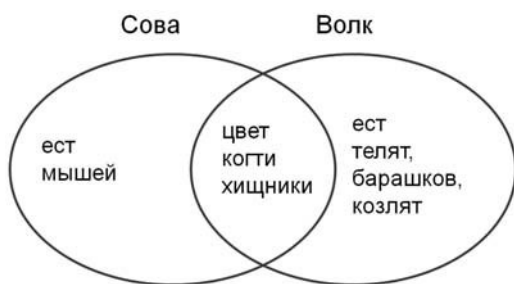 Сова
Волк
ест
мышей
цвет
когти
хищники
ест
телят,
барашков,
козлят